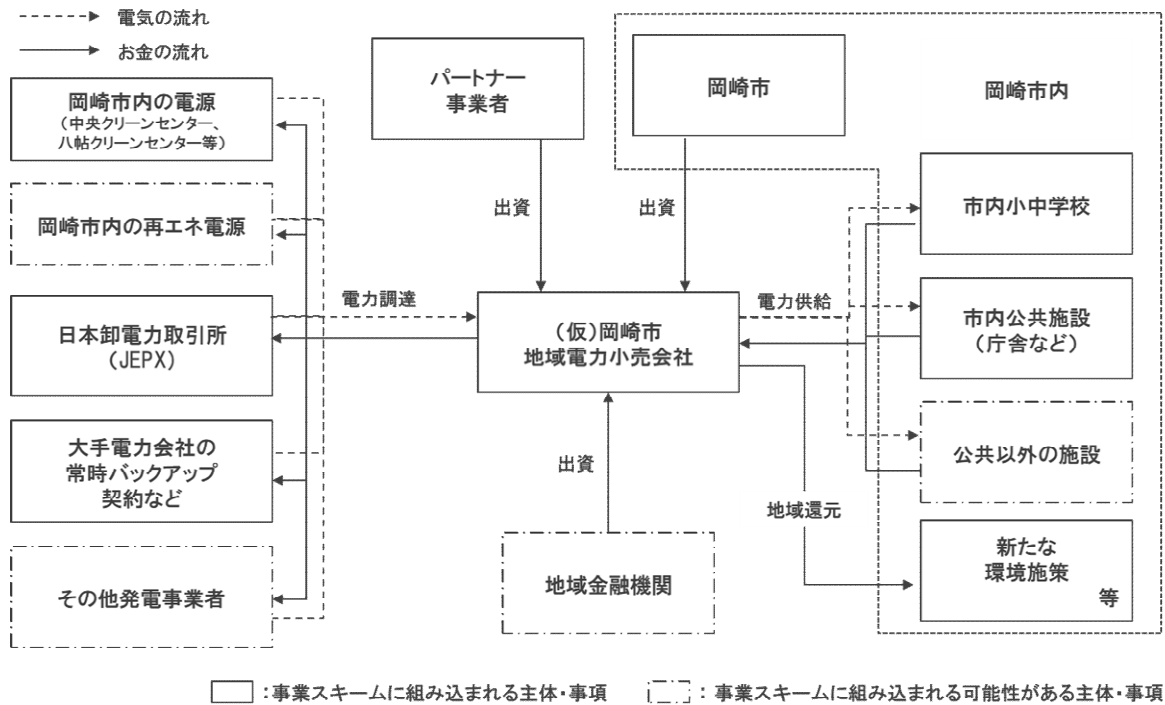 電気の流れ
お金の流れ
岡崎市内の電源
（中央クリーンセンター、
八帖クリーンセンター等）
岡崎市内の再エネ電源
日本卸電力取引所
（JEPX）
大手電力会社の
常時バックアップ
契約など
その他発電事業者
パートナー
事業者
岡崎市
岡崎市内
出資
出資
電力調達
（仮）岡崎市
地域電力小売会社
電力供給
出資
地域金融機関
地域還元
市内小中学校
市内公共施設
（庁舎など）
公共以外の施設
新たな
環境施策
等
：事業スキームに組み込まれる主体・事項
：事業スキームに組み込まれる可能性がある主体・事項